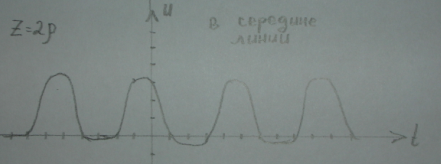 u
Z=2ρ
в середине
линии
t